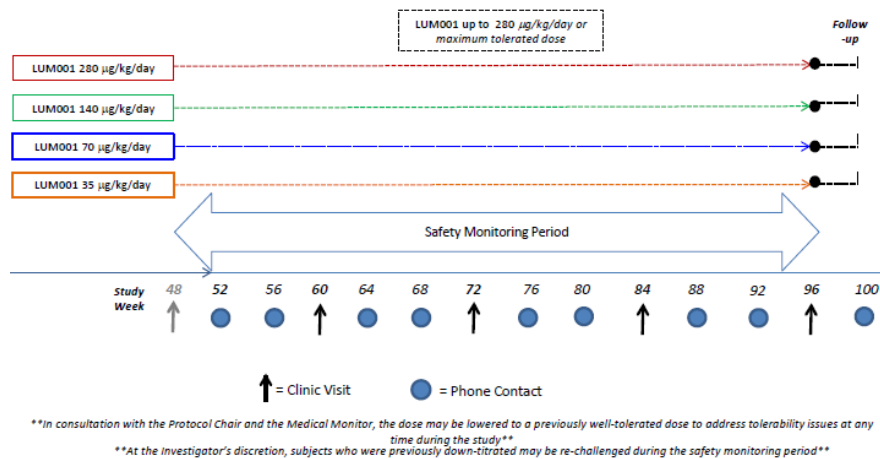 LUM001 up to 280 µg/kg/day or
maximum tolerated dose
Follow
-up
LUM001 280 µg/kg/day
LUM001 140 µg/kg/day
LUM001 70 µg/kg/day
LUM001 35 µg/kg/day
Safety Monitoring Period
Study
Week
48 52 56 60 64 68 72 76 80 84 88 92 96 100
= Clinic Visit = Phone Contact
**In consultation with the Protocol Chair and the Medical Monitor, the dose may be lowered to a previously well-tolerated dose to address tolerability issues at any
time during the study**
**At the Investigator's discretion, subjects who were previously down-titrated may be re-challenged during the safety monitoring period**